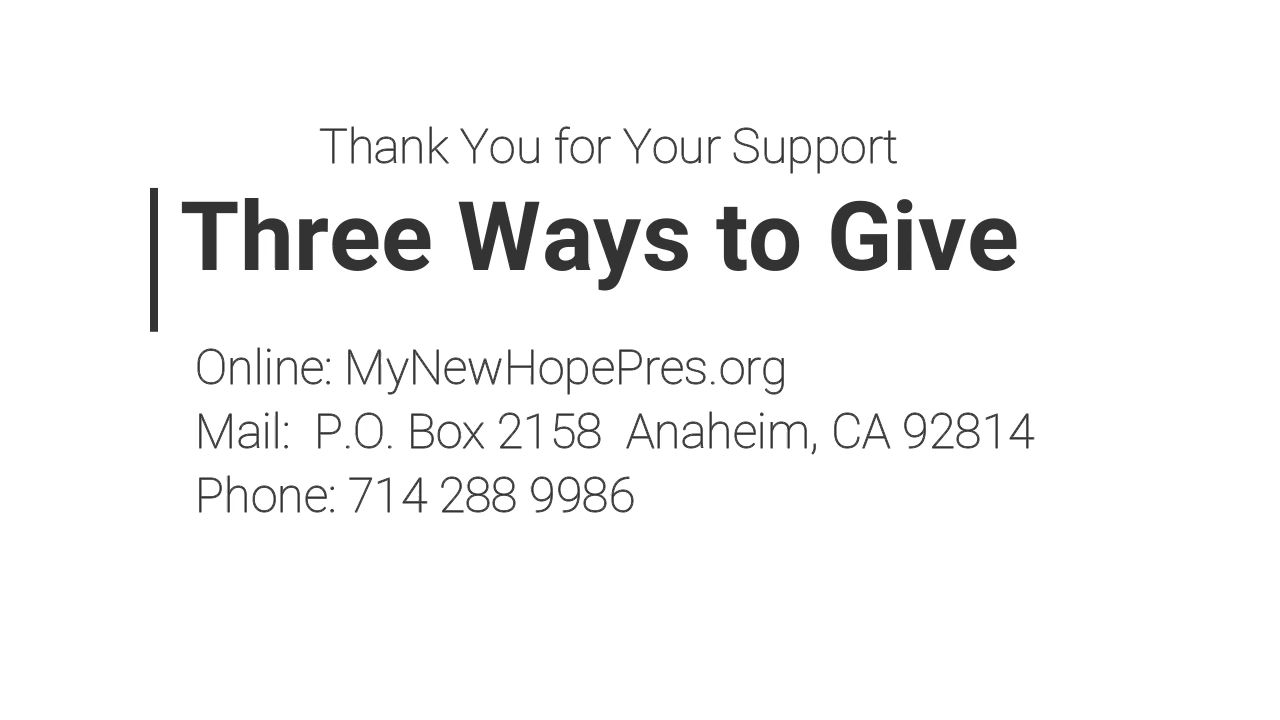 Thank You for Your Support
Three Ways to Give
Online: MyNewHopePres.org
Mail:  P.O. Box 2158  Anaheim, CA 92814
Phone: 714 288 9986